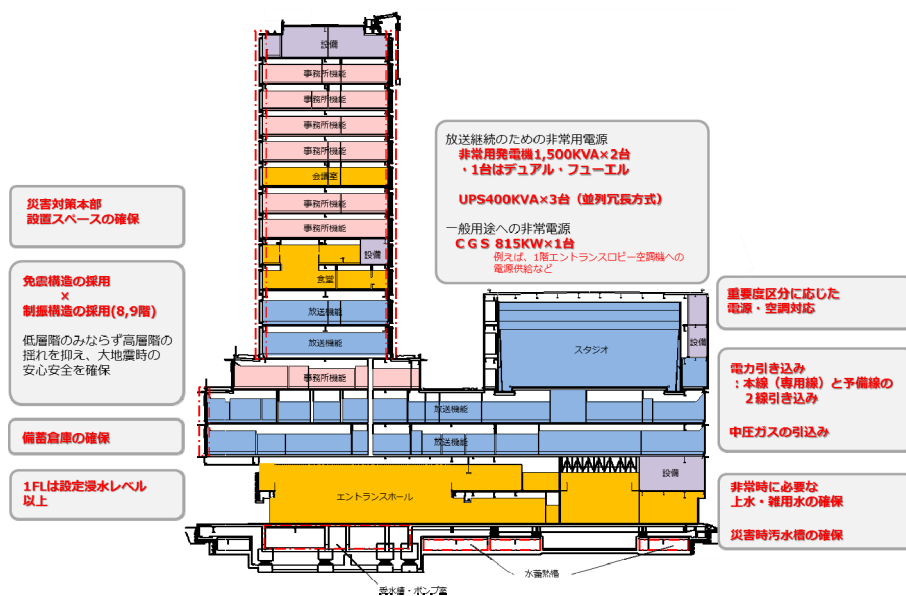 設備
事務所機能
事務所機能
事務所機能
事務所機能
会議室
事務所機能
事務所機能
設備
食堂
放送機能
放送機能
事務所機能
放送機能
放送機能
エントランスホール
設備
スタジオ
設備
受水槽・ポンプ室
水蓄熱槽
災害対策本部
設置スペースの確保
免震構造の採用
×
制振構造の採用(8,9階)
低層階のみならず高層階の
揺れを抑え、大地震時の
安心安全を確保
備蓄倉庫の確保
1FLは設定浸水レベル
以上
放送継続のための非常用電源
非常用発電機1,500KVA×2台
・1台はデュアル・フューエル
UPS400KVA×3台（並列冗長方式）
一般用途への非常電源
ＣＧＳ 815KW×1台
例えば、1階エントランスロビー空調機への
電源供給など
重要度区分に応じた
電源・空調対応
電力引き込み
：本線（専用線）と予備線の
２線引き込み
中圧ガスの引込み
非常時に必要な
上水・雑用水の確保
災害時汚水槽の確保